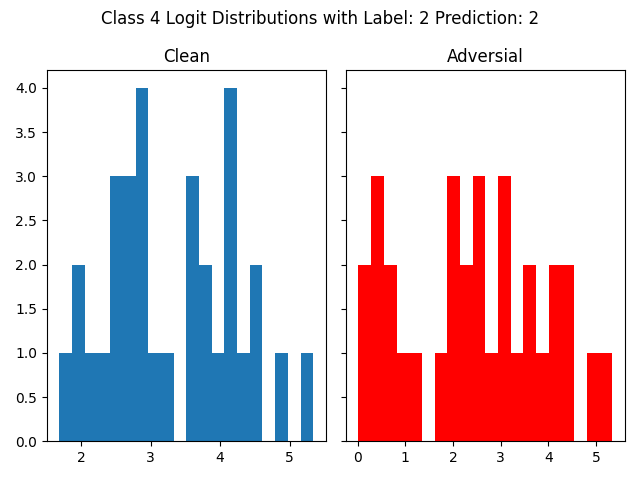 Class 4 Logit Distributions with Label: 2 Prediction: 2
Clean
Adversial
4.0
3.5
3.0
2.5
2.0
1.5
1.0
0.5
0.0
2 3 4 5
0 1 2 3 4 5